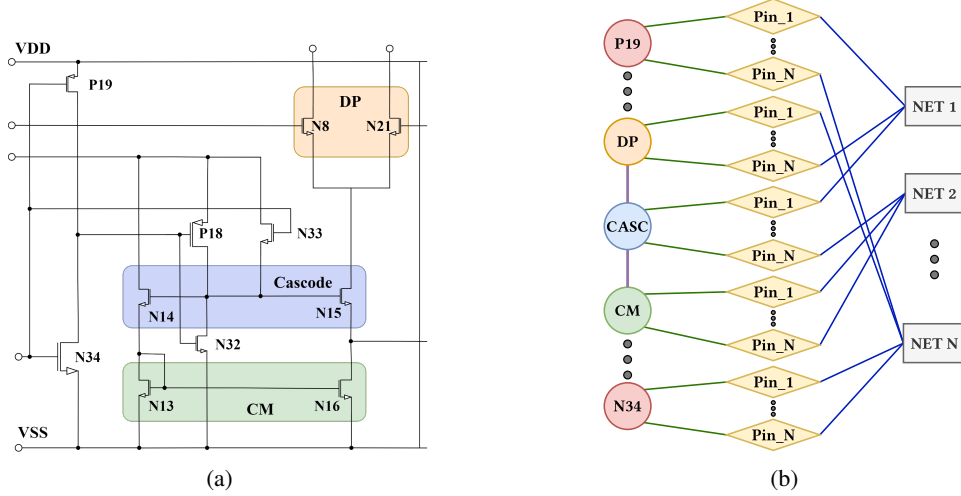 VDD
P19
DP
N8
N21
P18
N33
Cascode
N14
N15
N32
N34
N13
CM
N16
VSS
(a)
P19
Pin_1
Pin_N
DP
Pin_1
Pin_N
CASC
Pin_1
Pin_N
CM
Pin_1
Pin_N
N34
Pin_1
Pin_N
NET 1
NET 2
NET N
(b)